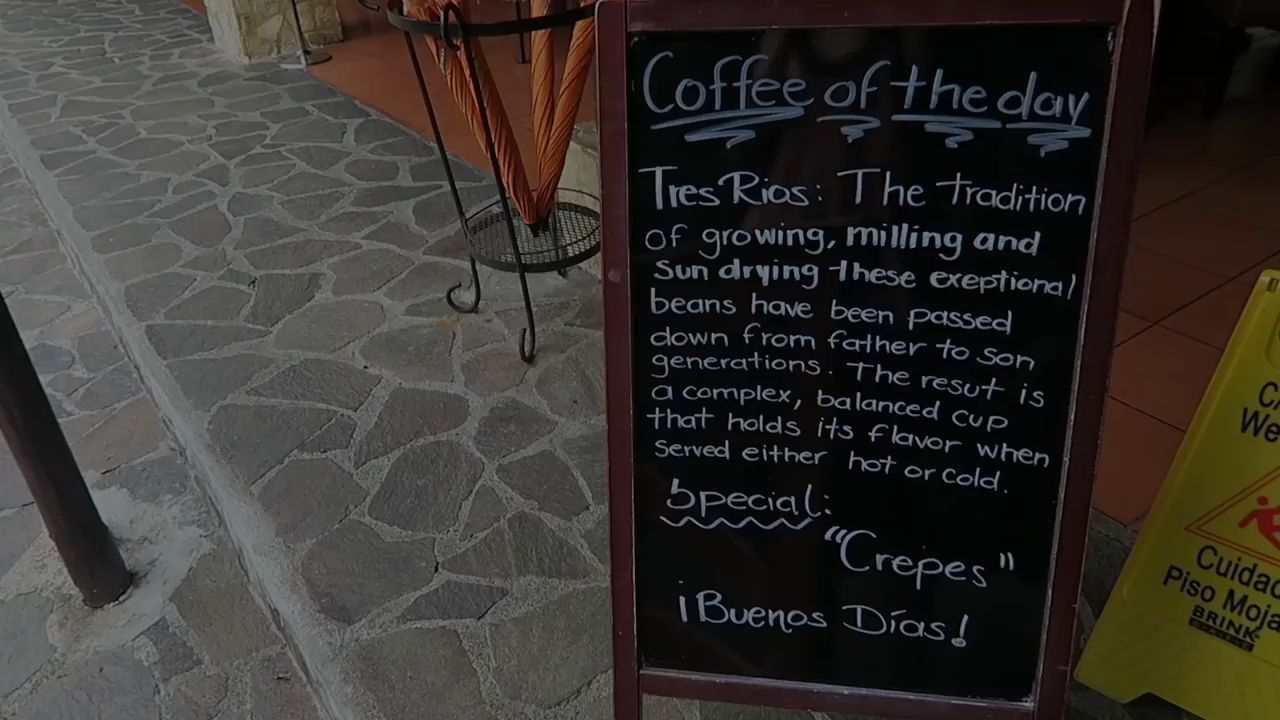 Coffee of the day
Tres Rios: The tradition
of growing, milling and
sun drying these exeptional
beans have been passed
down from father to son
generations. The resut is
a complex, balanced cup
that holds its flavor when
served either hot or cold.
Special:
"Crepes"
¡Buenos Días!
Cuidad
Piso Moja
BRINK